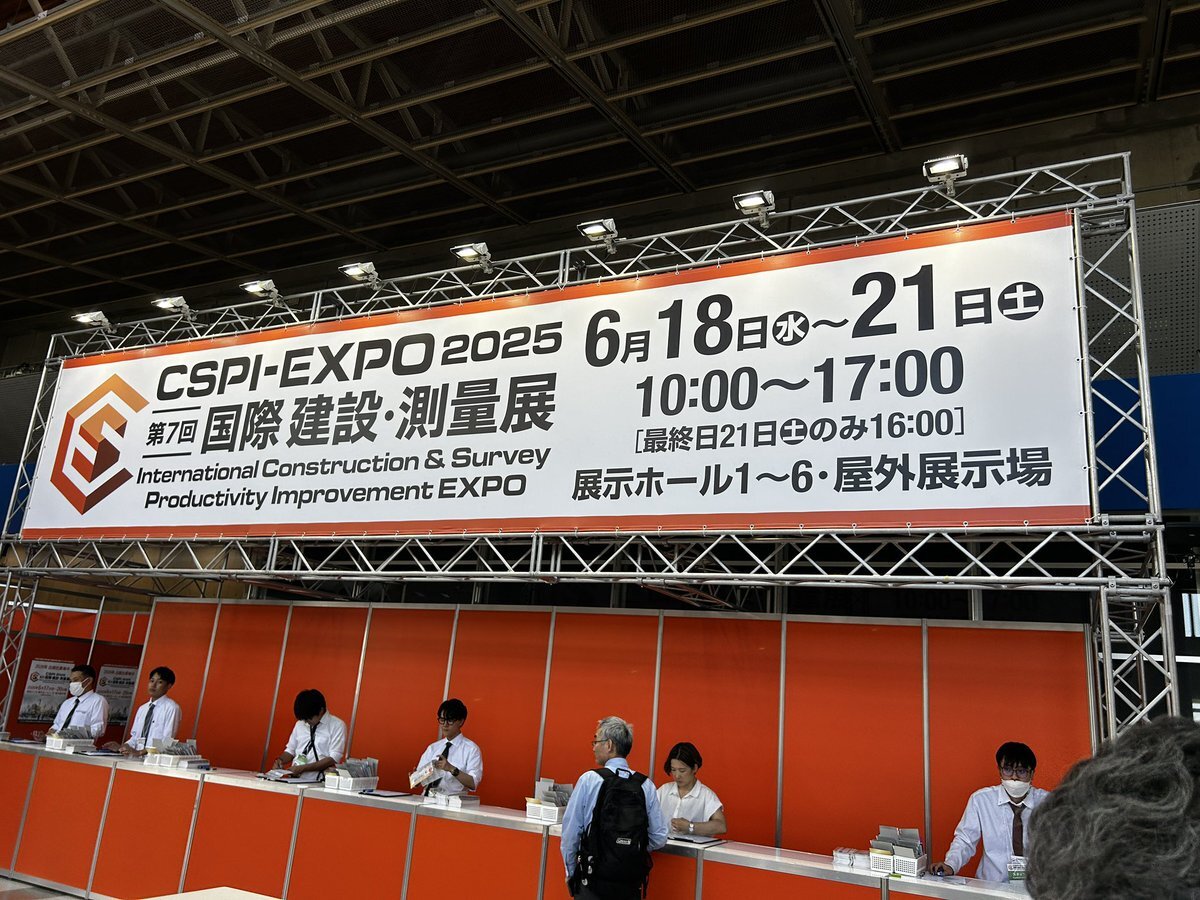 CSPI-EXPO 2025
第7回 国際 建設・測量展
International Construction & Survey
Productivity Improvement EXPO
6月18日㊌〜21日㊏
10:00〜17:00
[最終日21日㊏のみ16:00]
展示ホール1〜6・屋外展示場